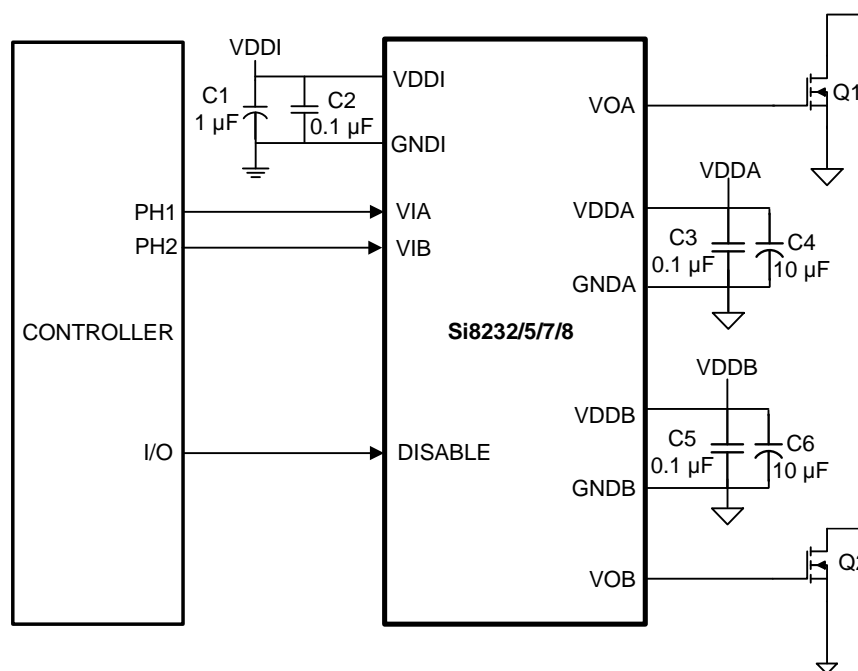 VDDI
C1
1 µF
C2
0.1 µF
VDDI
GNDI
PH1
PH2
VIA
VIB
CONTROLLER
I/O
DISABLE
Si8232/5/7/8
VOA
Q1
VDDA
VDDA
C3
0.1 µF
C4
10 µF
GNDA
VDDB
VDDB
C5
0.1 µF
C6
10 µF
GNDB
VOB
Q2